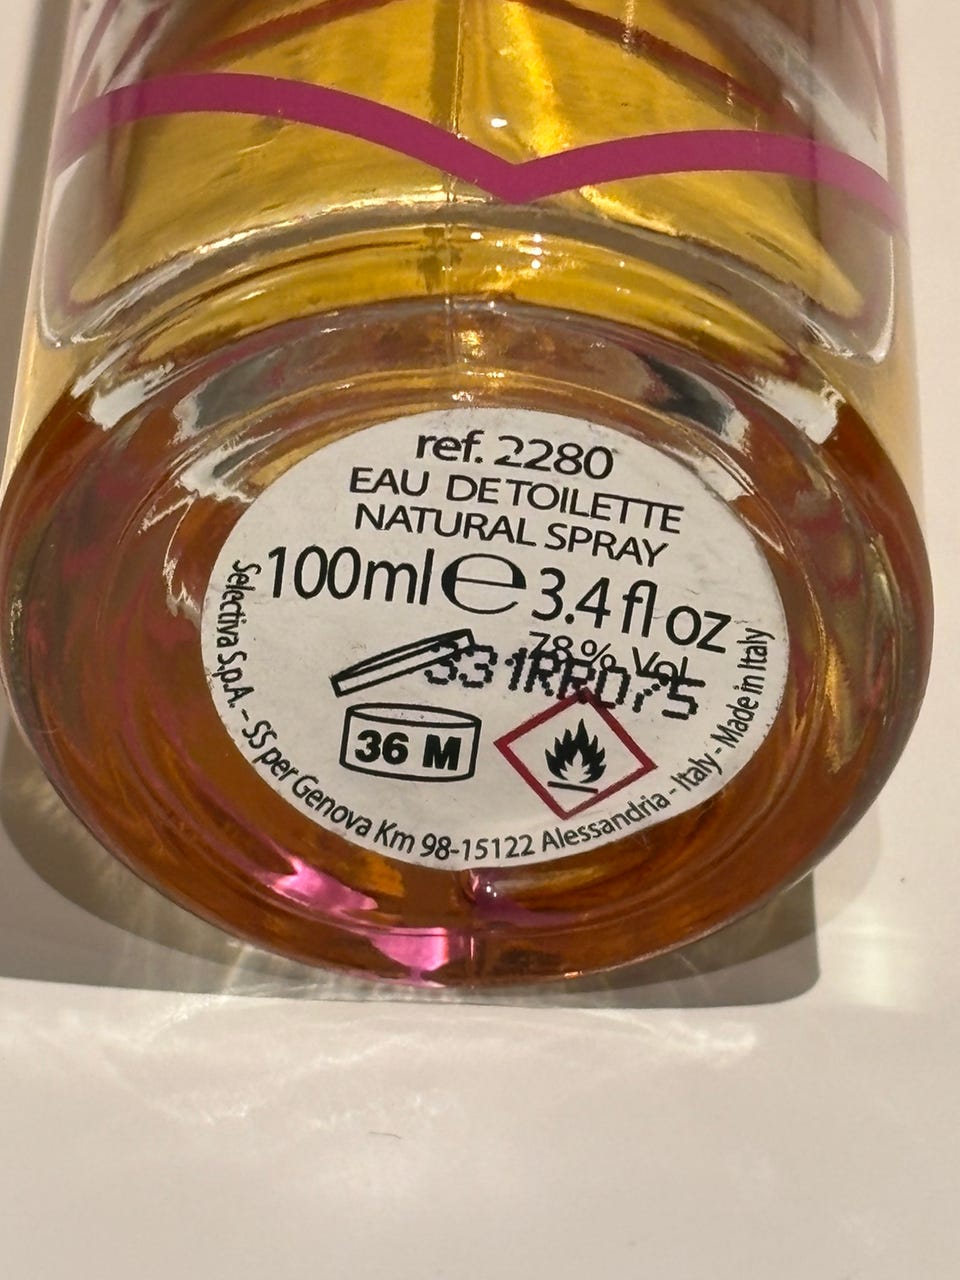 ref. 2280
EAU DE TOILETTE
NATURAL SPRAY
100ml e 3.4 fl oz
78% Vol
36 M
Selectiva S.p.A. - SS per Genova Km 98-15122 Alessandria - Italy - Made in Italy